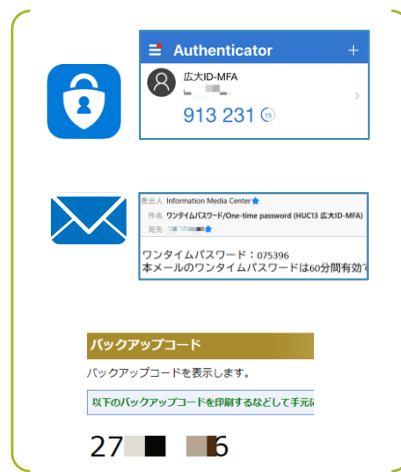 Authenticator
広大ID-MFA
913 231 15
差出人 Information Media Center
件名 ワンタイムパスワード/One-time password (HUC13 広大ID-MFA)
宛先
ワンタイムパスワード：075396
本メールのワンタイムパスワードは60分間有効で
バックアップコード
バックアップコードを表示します。
以下のバックアップコードを印刷するなどして手元に
27 6